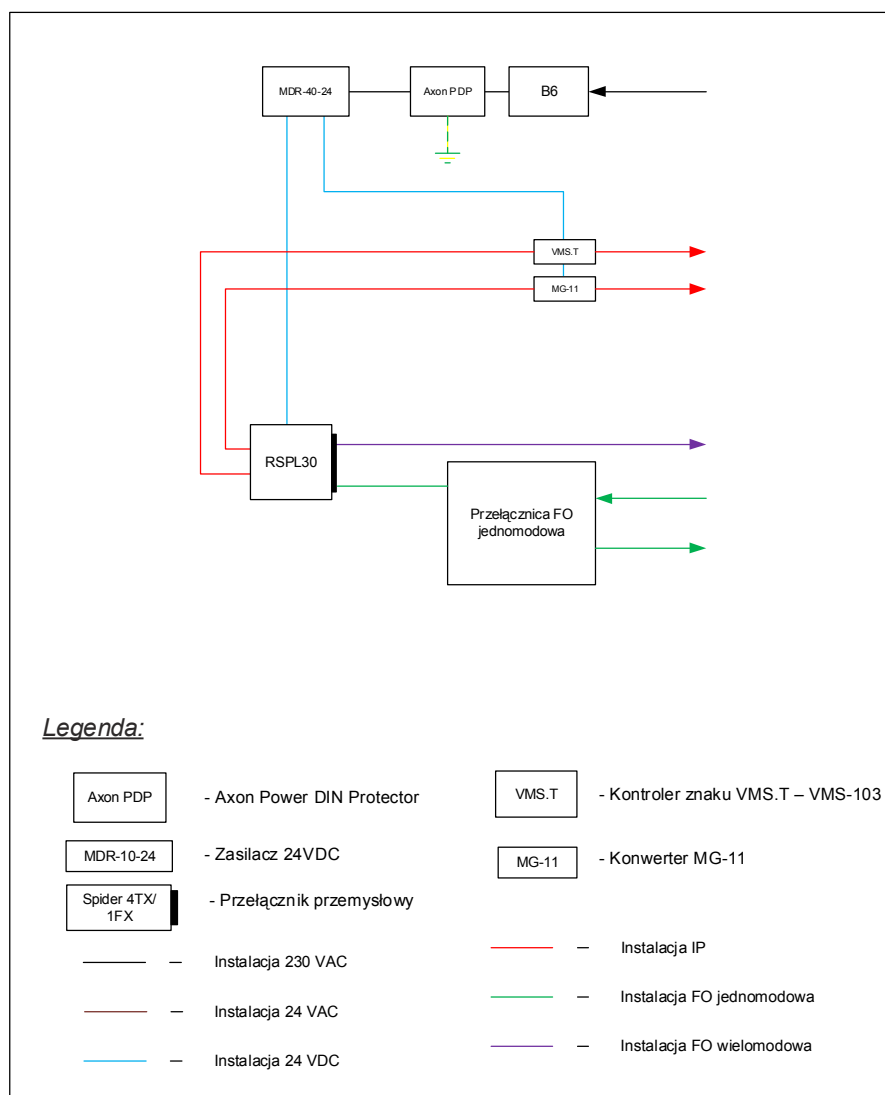 MDR-40-24
Axon PDP
B6
VMS.T
MG-11
RSPL30
Przełącznica FO
jednomodowa
Legenda:
Axon PDP
- Axon Power DIN Protector
MDR-10-24
- Zasilacz 24VDC
Spider 4TX/
1FX
- Przełącznik przemysłowy
– Instalacja 230 VAC
– Instalacja 24 VAC
– Instalacja 24 VDC
VMS.T
- Kontroler znaku VMS.T – VMS-103
MG-11
- Konwerter MG-11
– Instalacja IP
– Instalacja FO jednomodowa
– Instalacja FO wielomodowa